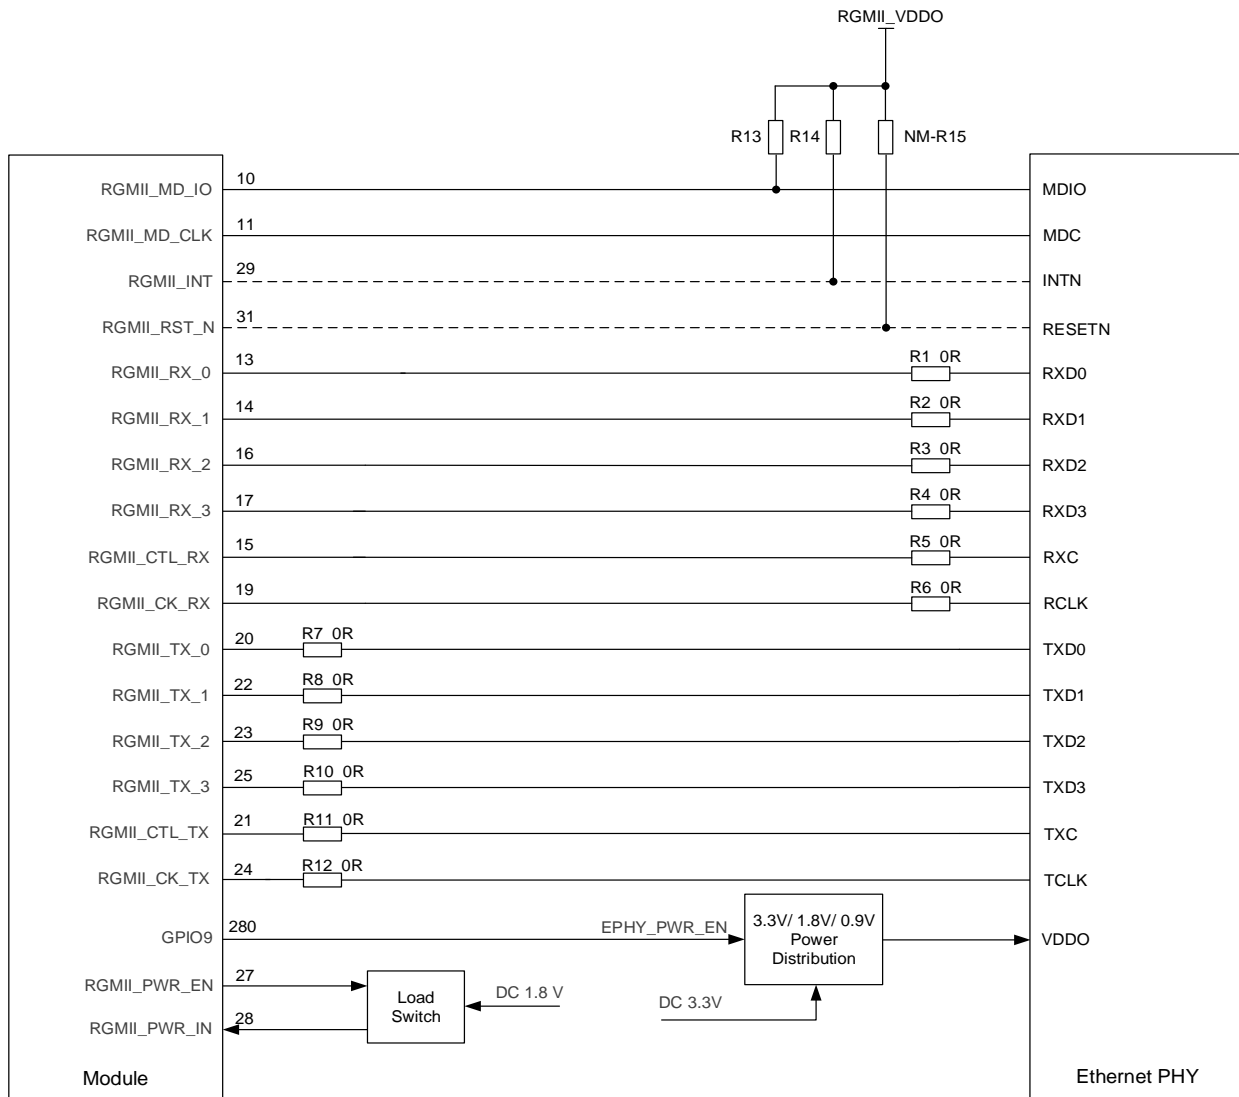 RGMII_VDDO
R13
R14
NM-R15
RGMII_MD_IO 10 MDIO
RGMII_MD_CLK 11 MDC
RGMII_INT 29 INTN
RGMII_RST_N 31 RESETN
RGMII_RX_0 13 R1 0R RXD0
RGMII_RX_1 14 R2 0R RXD1
RGMII_RX_2 16 R3 0R RXD2
RGMII_RX_3 17 R4 0R RXD3
RGMII_CTL_RX 15 R5 0R RXC
RGMII_CK_RX 19 R6 0R RCLK
RGMII_TX_0 20 R7 0R TXD0
RGMII_TX_1 22 R8 0R TXD1
RGMII_TX_2 23 R9 0R TXD2
RGMII_TX_3 25 R10 0R TXD3
RGMII_CTL_TX 21 R11 0R TXC
RGMII_CK_TX 24 R12 0R TCLK
GPIO9 280 EPHY_PWR_EN
3.3V/ 1.8V/ 0.9V
Power
Distribution
VDDO
RGMII_PWR_EN 27
Load
Switch
DC 1.8 V
DC 3.3V
RGMII_PWR_IN 28
Module
Ethernet PHY